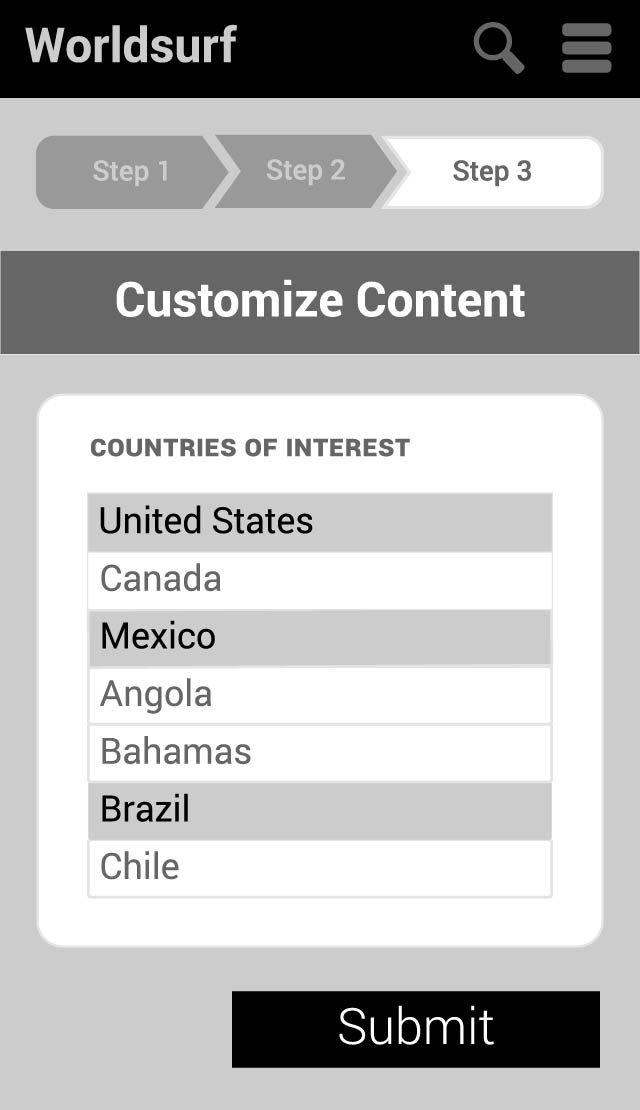 Worldsurf
Step 1 Step 2 Step 3
Customize Content
COUNTRIES OF INTEREST
United States
Canada
Mexico
Angola
Bahamas
Brazil
Chile
Submit